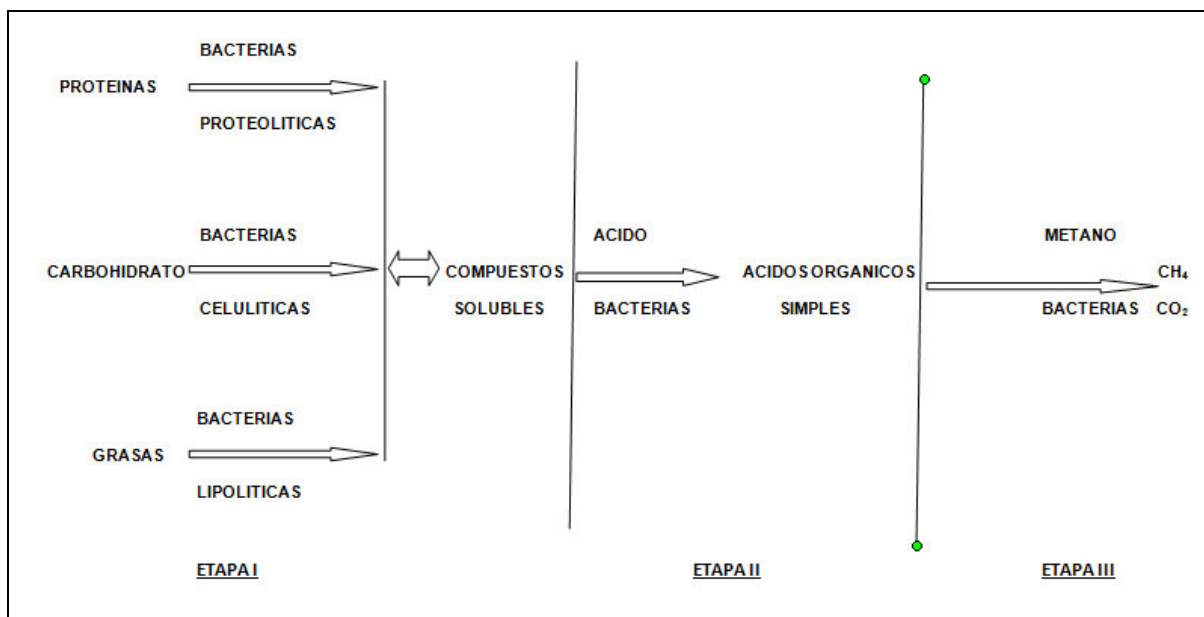 BACTERIAS
PROTEINAS
PROTEOLITICAS
BACTERIAS
CARBOHIDRATO
CELULITICAS
BACTERIAS
GRASAS
LIPOLITICAS
COMPUESTOS
SOLUBLES
ACIDO
BACTERIAS
ACIDOS ORGANICOS
SIMPLES
METANO
BACTERIAS
CH₄
CO₂
ETAPA I
ETAPA II
ETAPA III